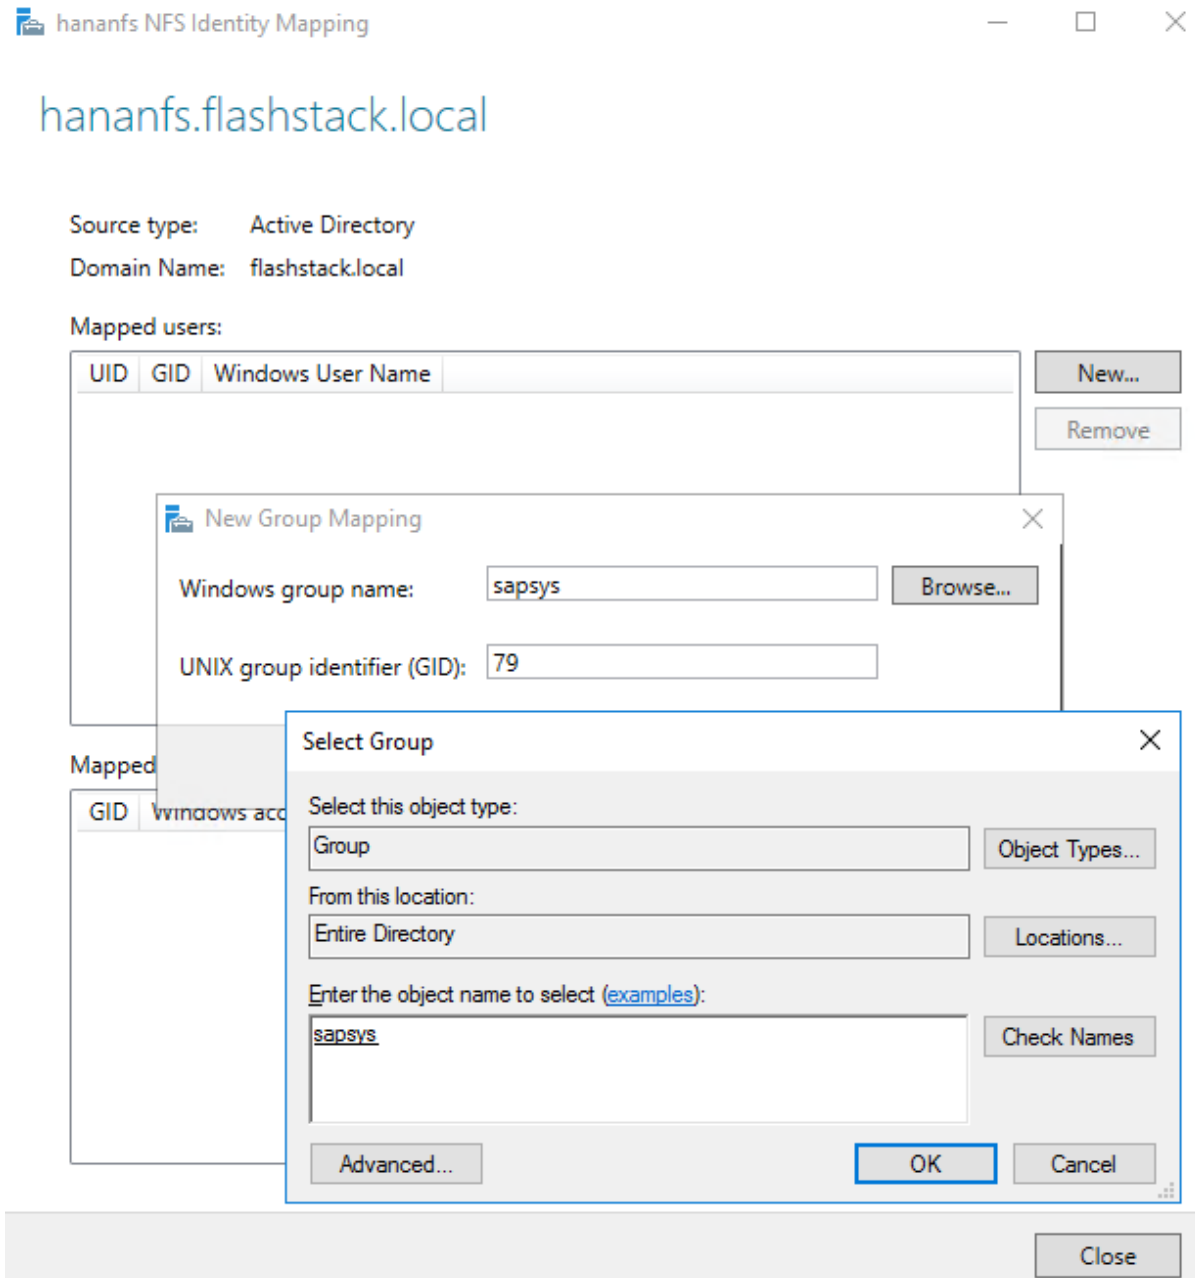 hananfs NFS Identity Mapping
hananfs.flashstack.local
Source type: Active Directory
Domain Name: flashstack.local
Mapped users:
UID GID Windows User Name
New...
Remove
New Group Mapping
Windows group name: sapsys Browse...
UNIX group identifier (GID): 79
Mapped
GID Windows acc
Select Group
Select this object type:
Group Object Types...
From this location:
Entire Directory Locations...
Enter the object name to select (examples):
sapsys Check Names
Advanced... OK Cancel
Close